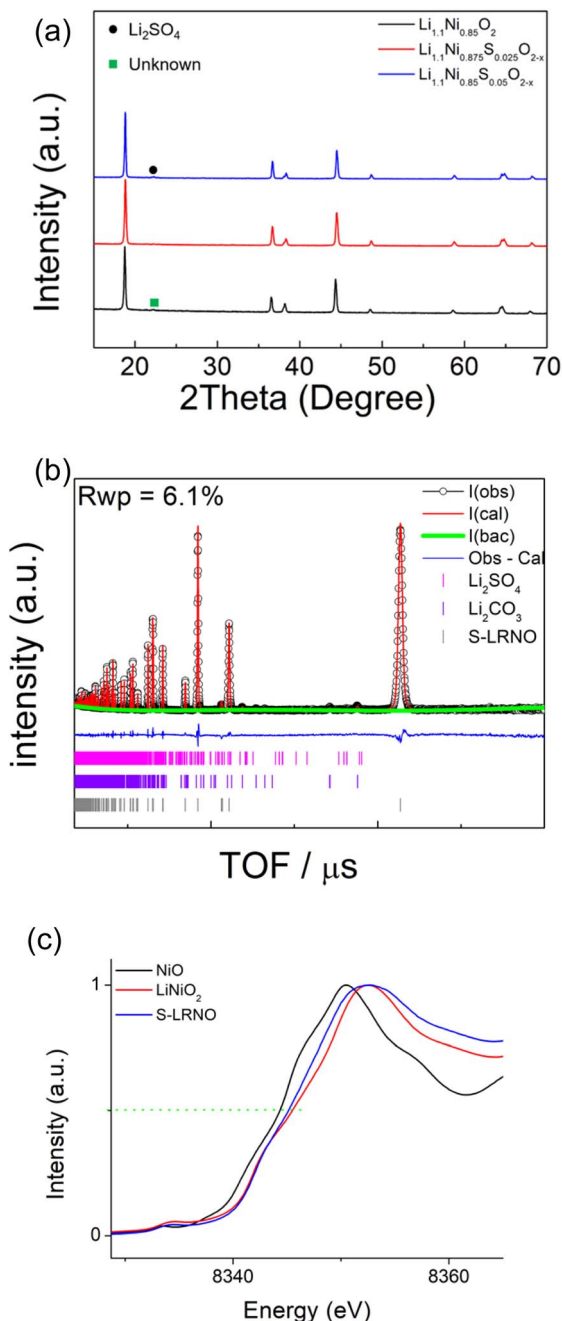 (a)
Li₂SO₄
Unknown
Li₁.₁Ni₀.₈₅O₂
Li₁.₁Ni₀.₈₇₅S₀.₀₂₅O₂₋ₓ
Li₁.₁Ni₀.₈₅S₀.₀₅O₂₋ₓ
Intensity (a.u.)
20 30 40 50 60 70
2Theta (Degree)
(b)
Rwp = 6.1%
I(obs)
I(cal)
I(bac)
Obs - Cal
Li₂SO₄
Li₂CO₃
S-LRNO
intensity (a.u.)
TOF / μs
(c)
NiO
LiNiO₂
S-LRNO
1
0
Intensity (a.u.)
8340 8360
Energy (eV)